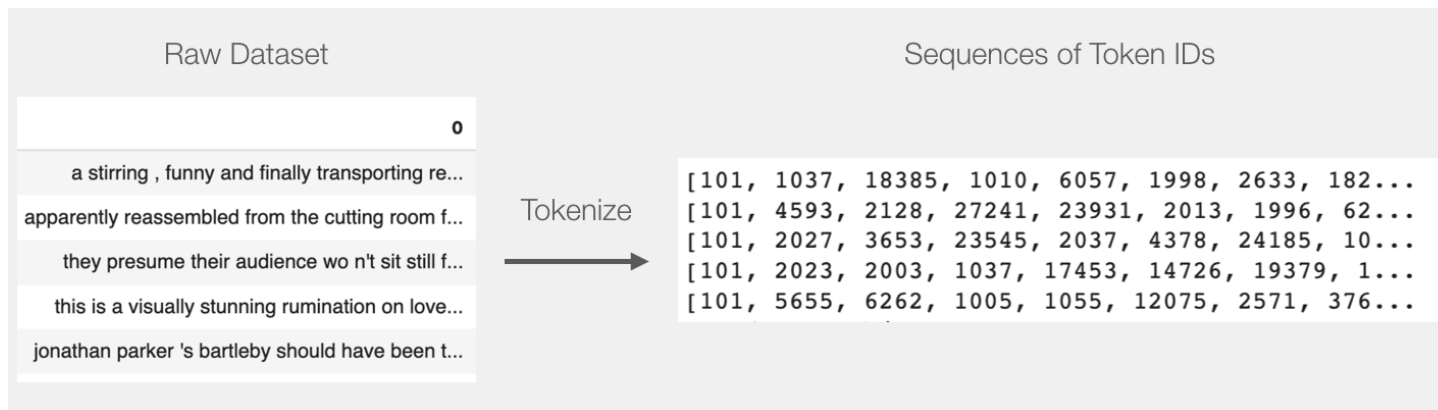 Raw Dataset
Sequences of Token IDs
0
a stirring , funny and finally transporting re...
apparently reassembled from the cutting room f...
they presume their audience wo n't sit still f...
this is a visually stunning rumination on love...
jonathan parker 's bartleby should have been t...
Tokenize
[101, 1037, 18385, 1010, 6057, 1998, 2633, 182...
[101, 4593, 2128, 27241, 23931, 2013, 1996, 62...
[101, 2027, 3653, 23545, 2037, 4378, 24185, 10...
[101, 2023, 2003, 1037, 17453, 14726, 19379, 1...
[101, 5655, 6262, 1005, 1055, 12075, 2571, 376...